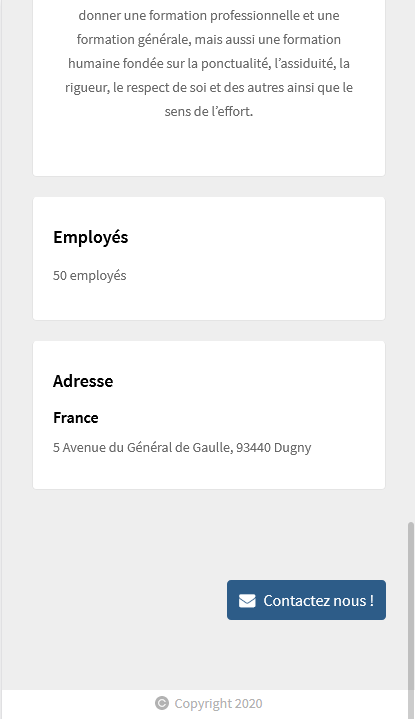 donner une formation professionnelle et une
formation générale, mais aussi une formation
humaine fondée sur la ponctualité, l’assiduité, la
rigueur, le respect de soi et des autres ainsi que le
sens de l’effort.
Employés
50 employés
Adresse
France
5 Avenue du Général de Gaulle, 93440 Dugny
Contactez nous !
© Copyright 2020